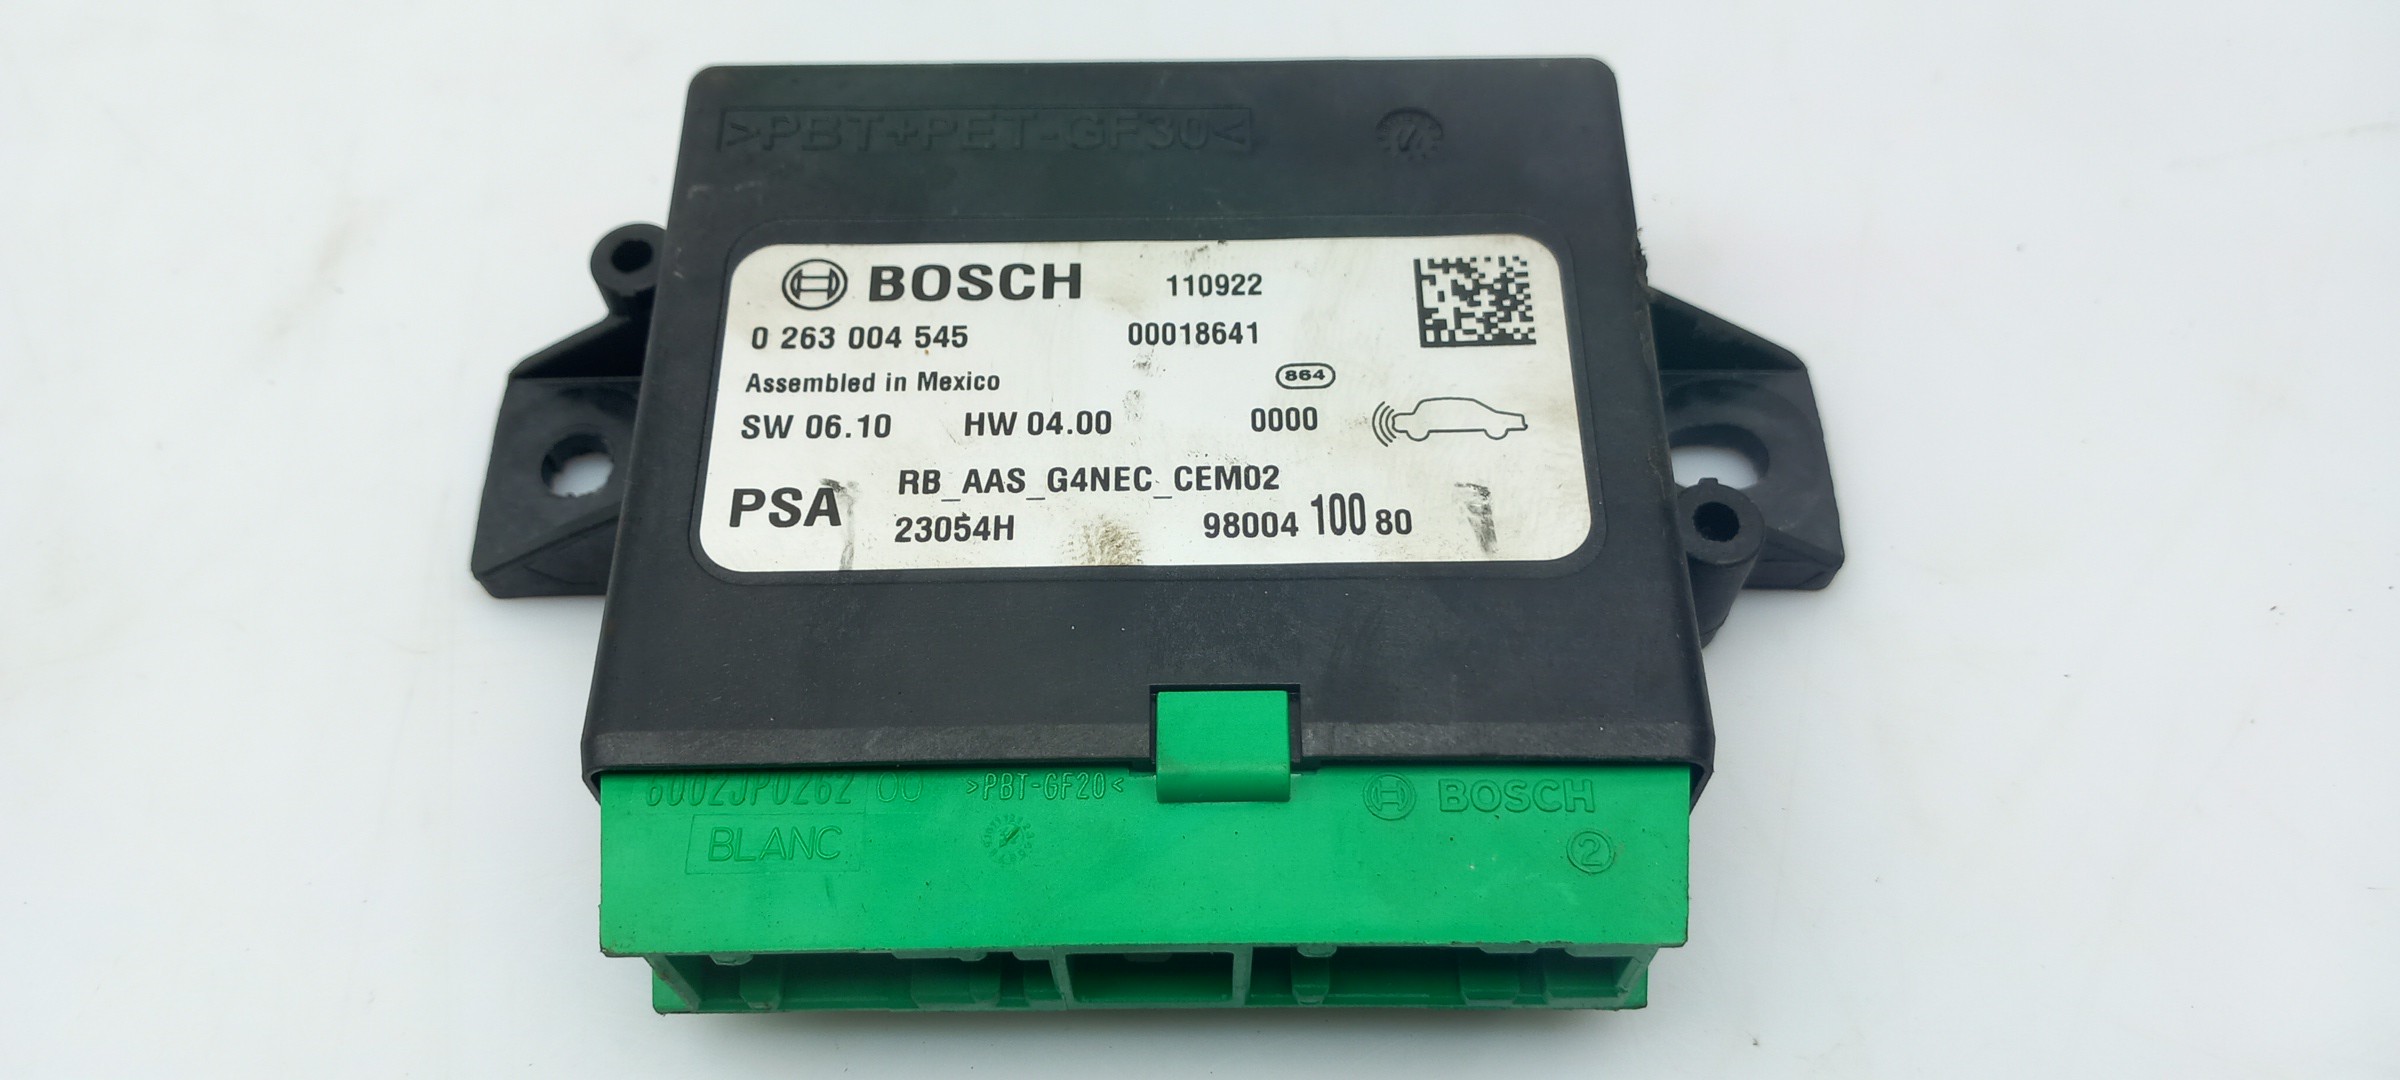 >PBT+PET-GF30<
BOSCH 110922
0 263 004 545 00018641
Assembled in Mexico 864
SW 06.10 HW 04.00 0000
RB_AAS_G4NEC_CEM02
PSA 23054H 98004 100 80
6002JP0262 00 >PBT-GF20< BOSCH
BLANC 2